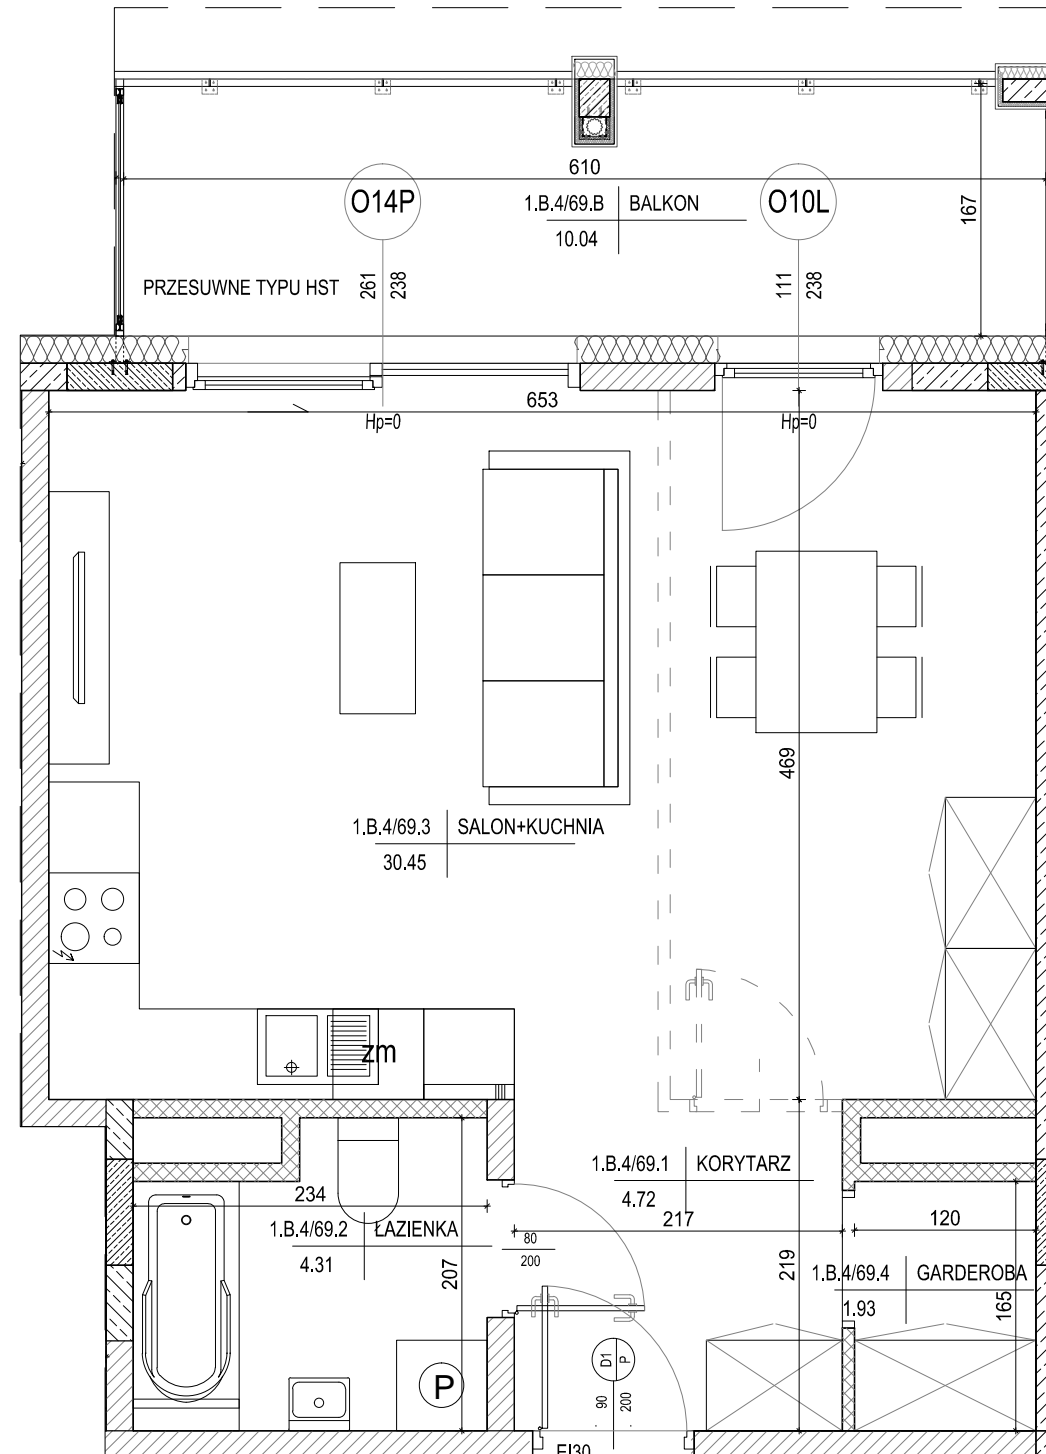 610
O14P
1.B.4/69.B BALKON
10.04
O10L
167
PRZESUWNE TYPU HST
261
238
111
238
653
Hp=0
Hp=0
469
1.B.4/69.3 SALON+KUCHNIA
30.45
zm
1.B.4/69.1 KORYTARZ
4.72
217
234
1.B.4/69.2 ŁAZIENKA
4.31
207
80
200
219
120
1.B.4/69.4 GARDEROBA
1.93
165
D1
P
90
200
P
EI30